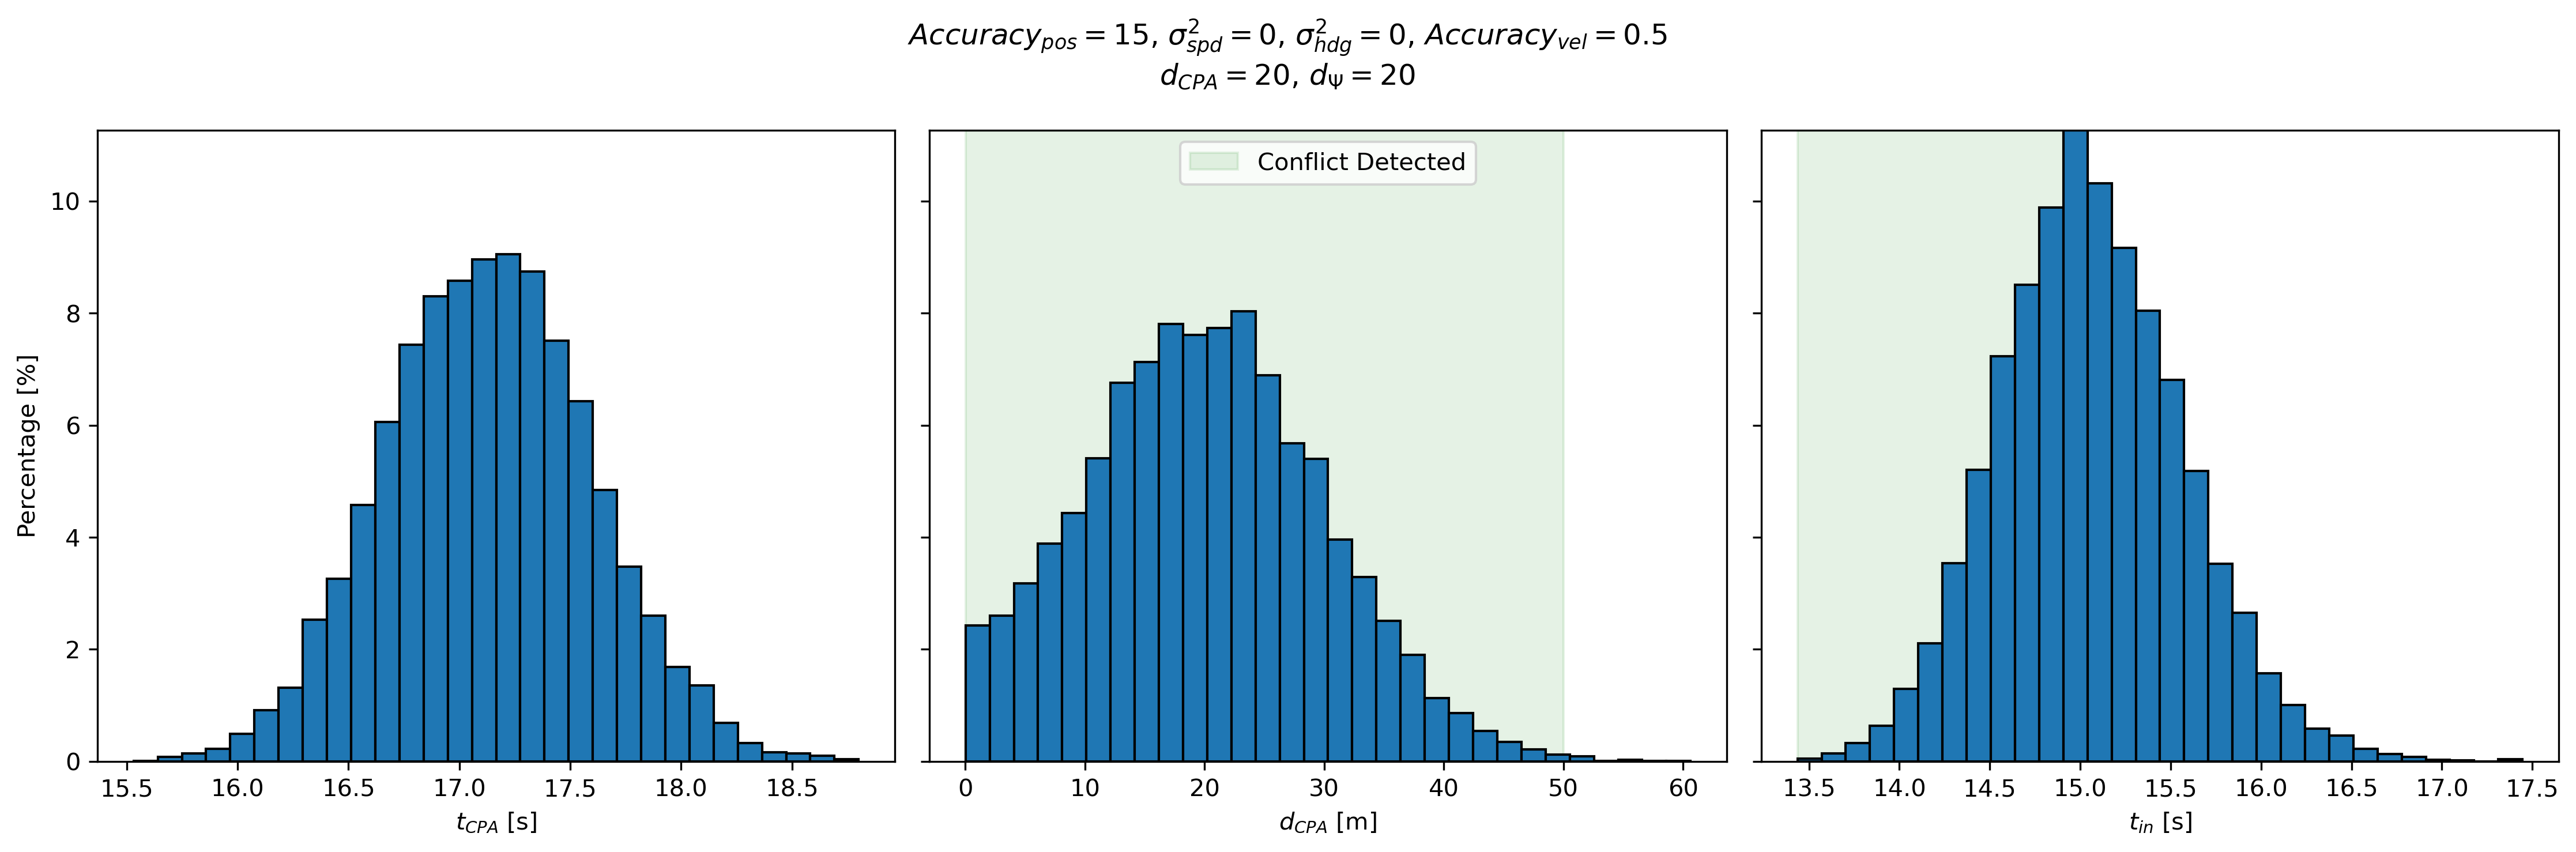 Accuracy_pos = 15, σ²_spd = 0, σ²_hdg = 0, Accuracy_vel = 0.5
d_CPA = 20, d_Ψ = 20
Percentage [%]
10
8
6
4
2
0
15.5 16.0 16.5 17.0 17.5 18.0 18.5
t_CPA [s]
Conflict Detected
0 10 20 30 40 50 60
d_CPA [m]
13.5 14.0 14.5 15.0 15.5 16.0 16.5 17.0 17.5
t_in [s]